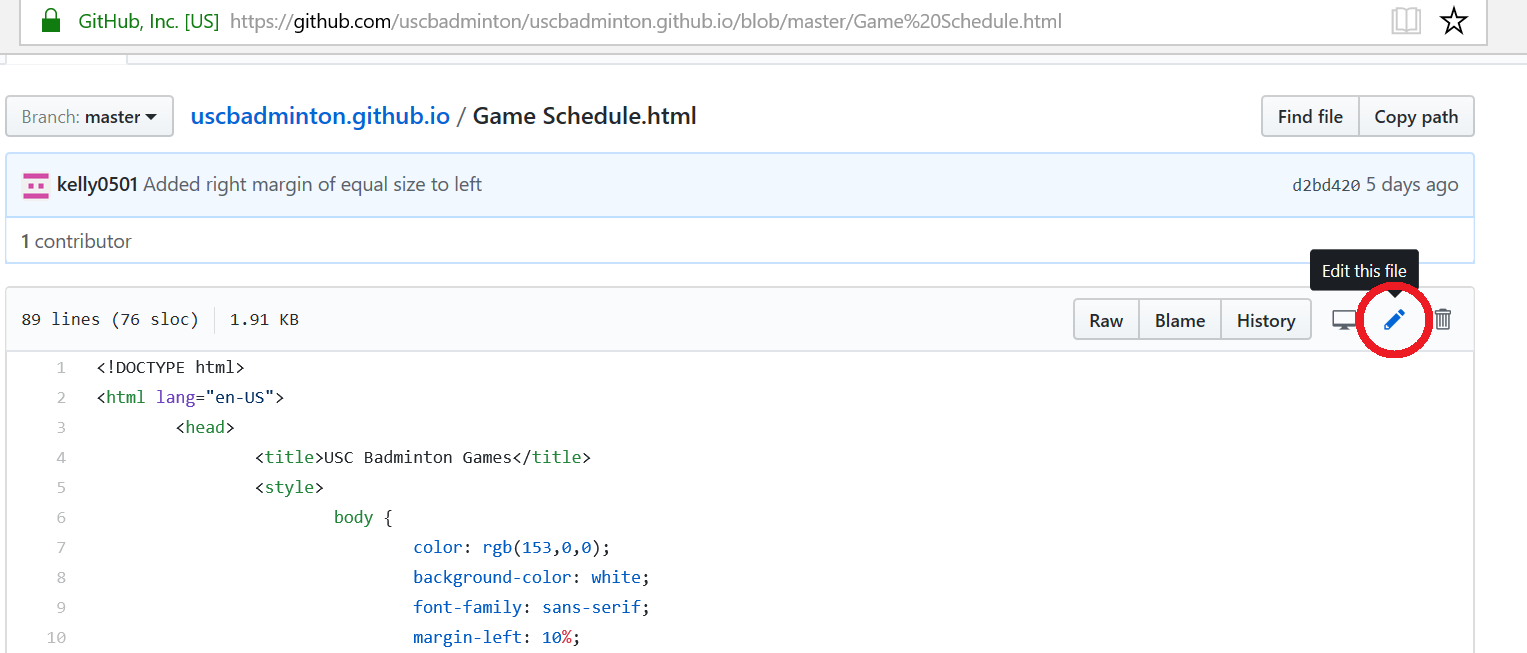 GitHub, Inc. [US] https://github.com/uscbadminton/uscbadminton.github.io/blob/master/Game%20Schedule.html
Branch: master uscbadminton.github.io / Game Schedule.html Find file Copy path
kelly0501 Added right margin of equal size to left d2bd420 5 days ago
1 contributor
Edit this file
89 lines (76 sloc) 1.91 KB Raw Blame History
1 <!DOCTYPE html>
2 <html lang="en-US">
3 <head>
4 <title>USC Badminton Games</title>
5 <style>
6 body {
7 color: rgb(153,0,0);
8 background-color: white;
9 font-family: sans-serif;
10 margin-left: 10%;